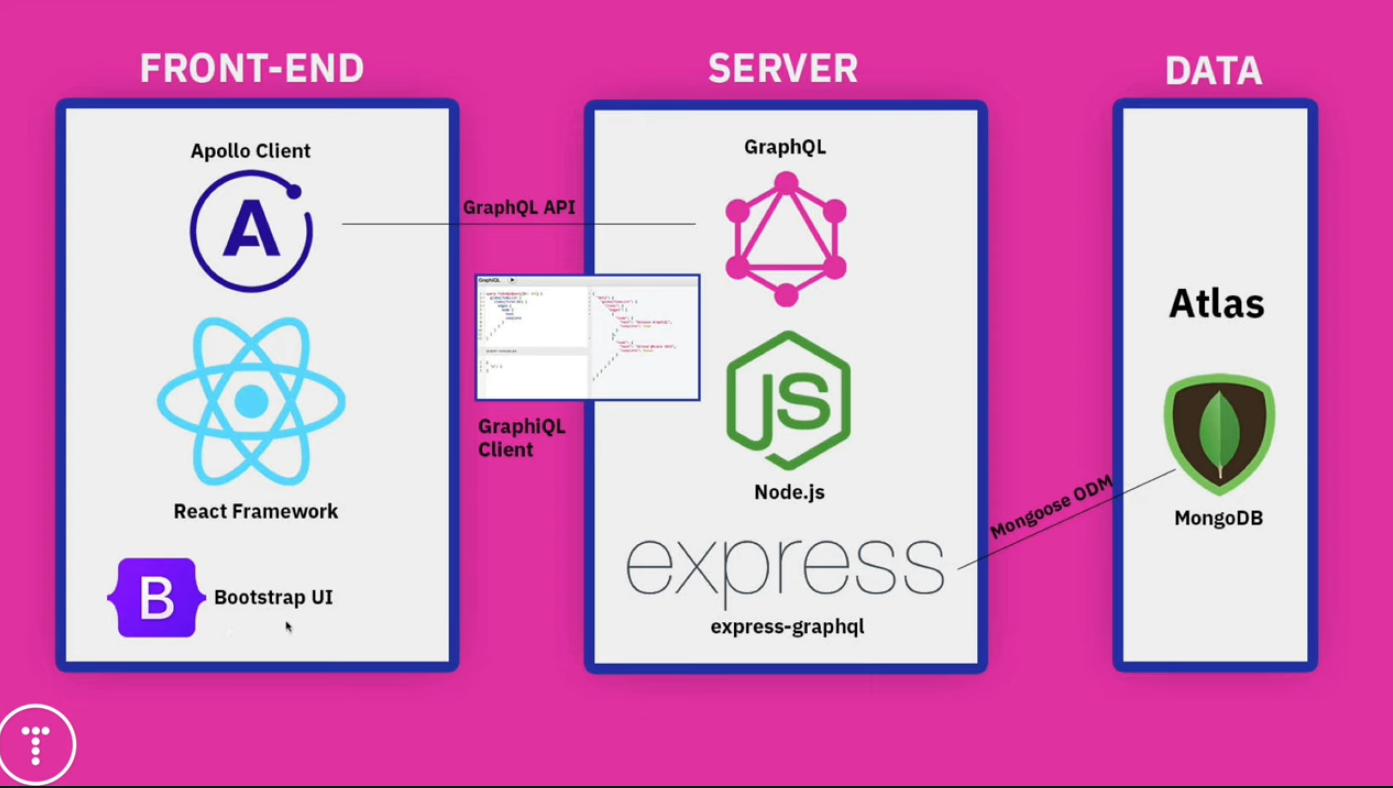 FRONT-END
SERVER
DATA
Apollo Client
A
React Framework
B
Bootstrap UI
GraphQL API
GraphiQL
GraphiQL
Client
GraphQL
JS
Node.js
express
express-graphql
Mongoose ODM
Atlas
MongoDB
T